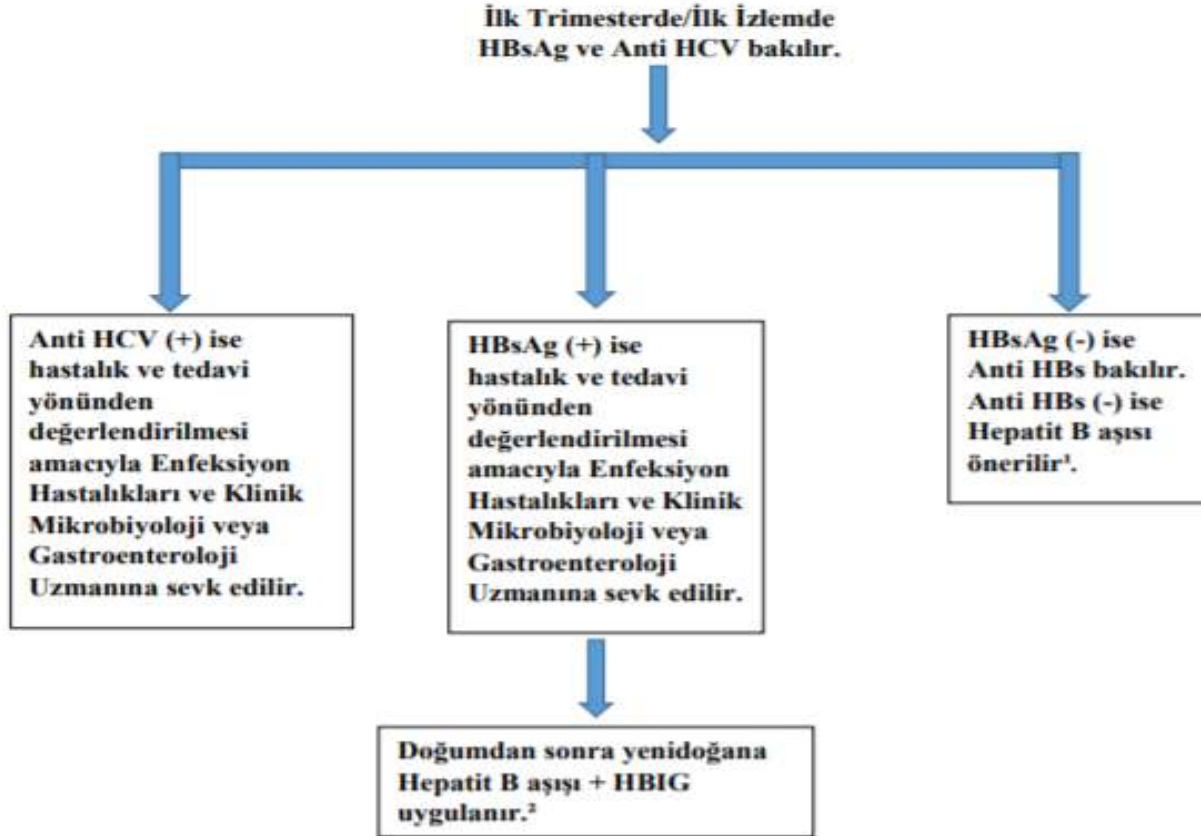 İlk Trimesterde/İlk İzlemde
HBsAg ve Anti HCV bakılır.
Anti HCV (+) ise
hastalık ve tedavi
yönünden
değerlendirilmesi
amacıyla Enfeksiyon
Hastalıkları ve Klinik
Mikrobiyoloji veya
Gastroenteroloji
Uzmanına sevk edilir.
HBsAg (+) ise
hastalık ve tedavi
yönünden
değerlendirilmesi
amacıyla Enfeksiyon
Hastalıkları ve Klinik
Mikrobiyoloji veya
Gastroenteroloji
Uzmanına sevk edilir.
HBsAg (-) ise
Anti HBs bakılır.
Anti HBs (-) ise
Hepatit B aşısı
önerilir¹.
Doğumdan sonra yenidoğana
Hepatit B aşısı + HBIG
uygulanır.²